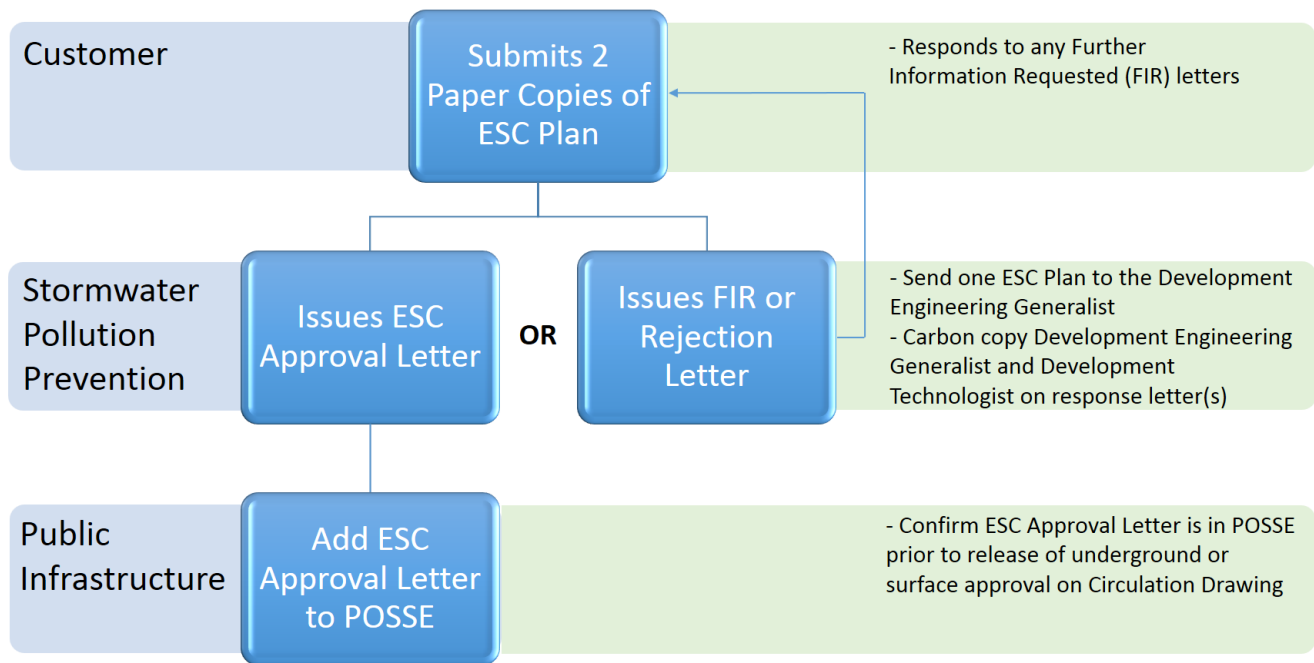 Customer
Submits 2
Paper Copies of
ESC Plan
- Responds to any Further
Information Requested (FIR) letters
Stormwater
Pollution
Prevention
Issues ESC
Approval Letter
OR
Issues FIR or
Rejection
Letter
- Send one ESC Plan to the Development
Engineering Generalist
- Carbon copy Development Engineering
Generalist and Development
Technologist on response letter(s)
Public
Infrastructure
Add ESC
Approval Letter
to POSSE
- Confirm ESC Approval Letter is in POSSE
prior to release of underground or
surface approval on Circulation Drawing